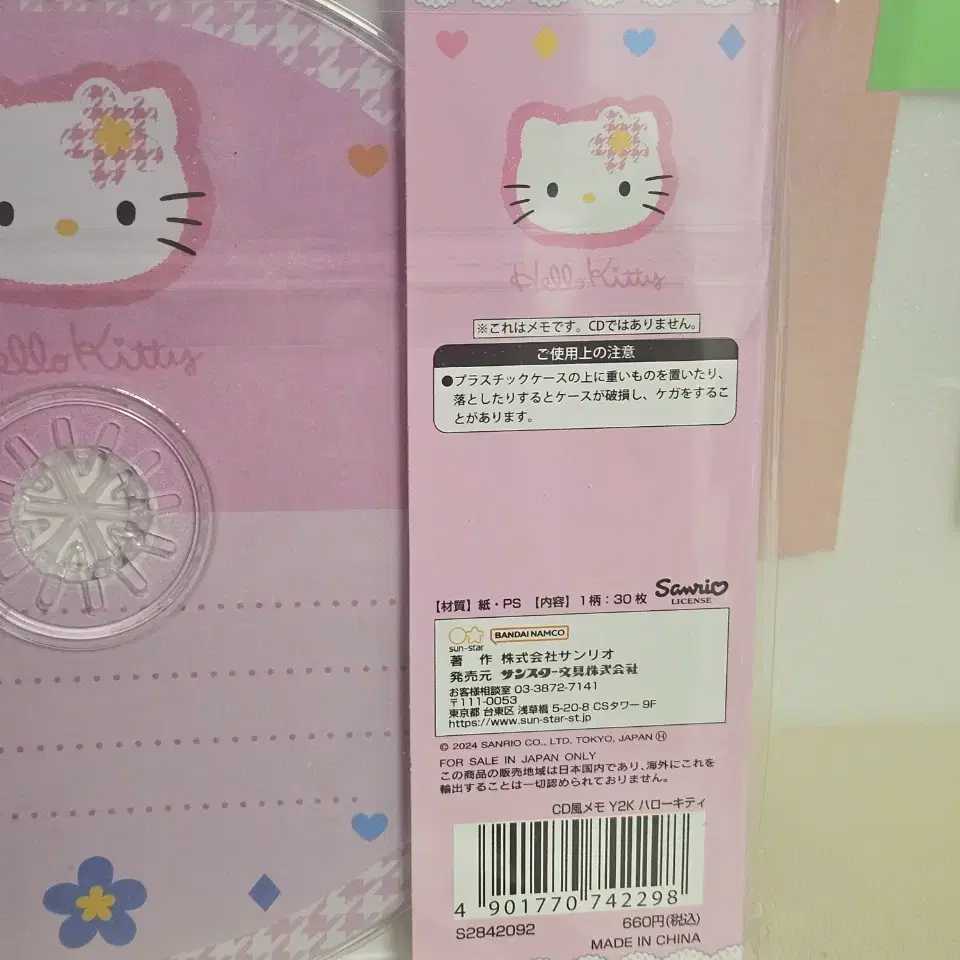 Hello Kitty
ello Kitty
※これはメモです。CDではありません。
ご使用上の注意
●プラスチックケースの上に重いものを置いたり、
落としたりするとケースが破損し、ケガをするこ
とがあります。
【材質】紙・PS 【内容】1柄：30枚
Sanrio
LICENSE
sun-star
BANDAI NAMCO
著 作 株式会社サンリオ
発売元 サンスター文具株式会社
お客様相談室 03-3872-7141
〒111-0053
東京都 台東区 浅草橋 5-20-8 CSタワー 9F
https://www.sun-star-st.jp
© 2024 SANRIO CO., LTD. TOKYO, JAPAN Ⓗ
FOR SALE IN JAPAN ONLY
この商品の販売地域は日本国内であり、海外にこれを
輸出することは一切認められておりません。
CD風メモ Y2K ハローキティ
4 901770 742298
S2842092
660円(税込)
MADE IN CHINA